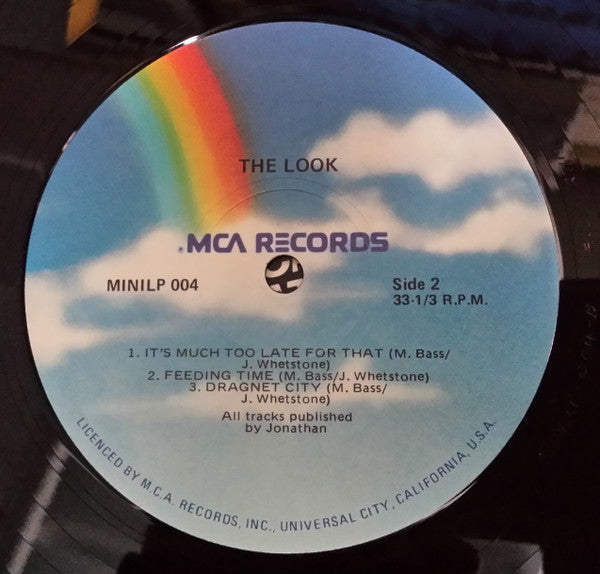 THE LOOK
®MCA RECORDS
MINILP 004
Side 2
33-1/3 R.P.M.
1. IT'S MUCH TOO LATE FOR THAT (M. Bass/
J. Whetstone)
2. FEEDING TIME (M. Bass/J. Whetstone)
3. DRAGNET CITY (M. Bass/
J. Whetstone)
All tracks published
by Jonathan
LICENCED BY M.C.A. RECORDS, INC., UNIVERSAL CITY, CALIFORNIA, U.S.A.